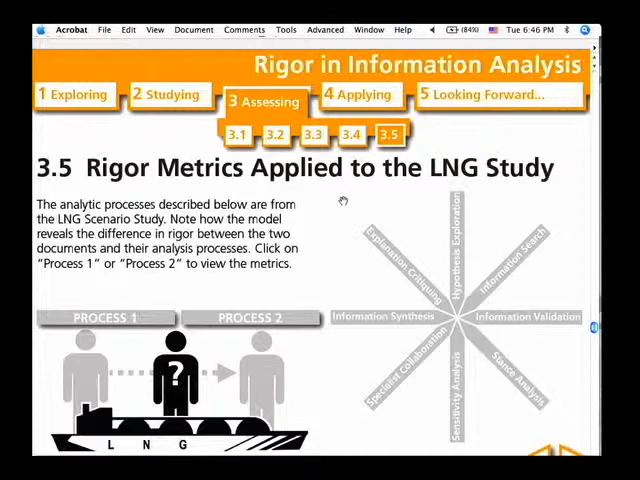 Acrobat File Edit View Document Comments Tools Advanced Window Help (84%) Tue 6:46 PM
Rigor in Information Analysis
1 Exploring 2 Studying 3 Assessing 4 Applying 5 Looking Forward...
3.1 3.2 3.3 3.4 3.5
3.5 Rigor Metrics Applied to the LNG Study
The analytic processes described below are from
the LNG Scenario Study. Note how the model
reveals the difference in rigor between the two
documents and their analysis processes. Click on
“Process 1” or “Process 2” to view the metrics.
PROCESS 1 PROCESS 2
?
L N G
Hypothesis Exploration
Information Search
Information Validation
Stance Analysis
Sensitivity Analysis
Specialist Collaboration
Information Synthesis
Explanation Critiquing